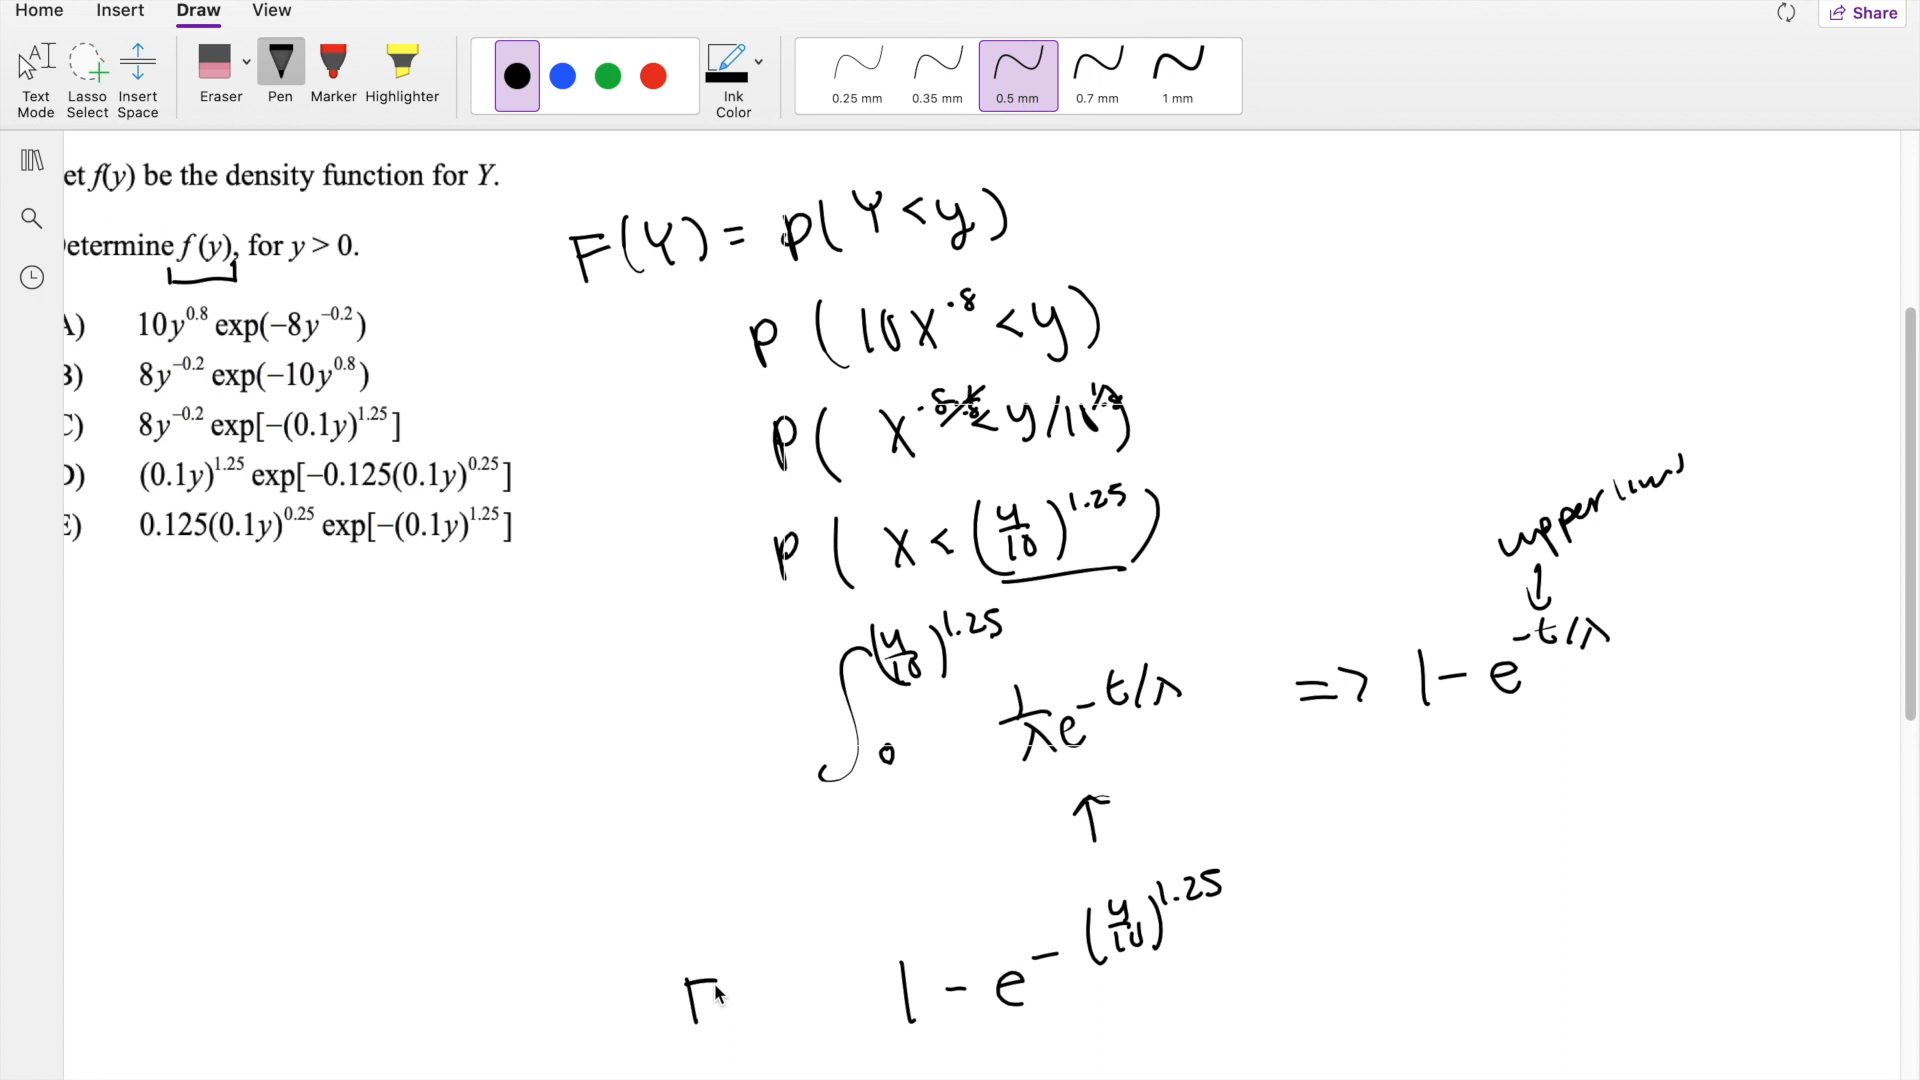 Home Insert Draw View
Share
Text Mode
Lasso Select
Insert Space
Eraser
Pen
Marker
Highlighter
Ink Color
0.25 mm
0.35 mm
0.5 mm
0.7 mm
1 mm
et f(y) be the density function for Y.
etermine f (y), for y > 0.
A) 10y^0.8 exp(−8y^−0.2)
B) 8y^−0.2 exp(−10y^0.8)
C) 8y^−0.2 exp[−(0.1y)^1.25]
D) (0.1y)^1.25 exp[−0.125(0.1y)^0.25]
E) 0.125(0.1y)^0.25 exp[−(0.1y)^1.25]
F(Y) = P(Y < y)
P(10X^.8 < y)
P( X < y/10
P( X < (y/10)^1.25)
∫_0^(y/10)^1.25 1/λ e^−t/λ => 1 − e^−t/λ
upper
↓
↑
1 − e^−(y/10)^1.25